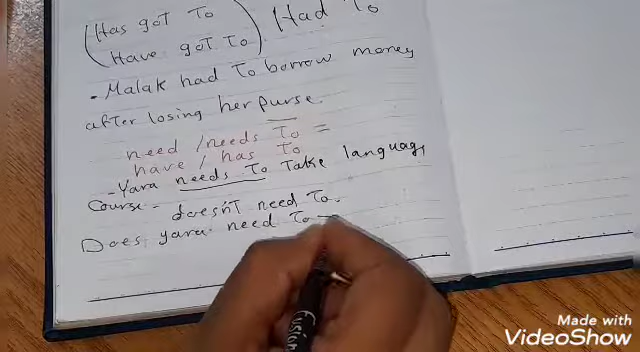 Has got To
Have got To
Had To
. Malak had To borrow money
after losing her purse.
need /needs To =
have / has To
- Yara needs To Take language
Course - doesn't need To.
Does yara need To
Made with
VideoShow